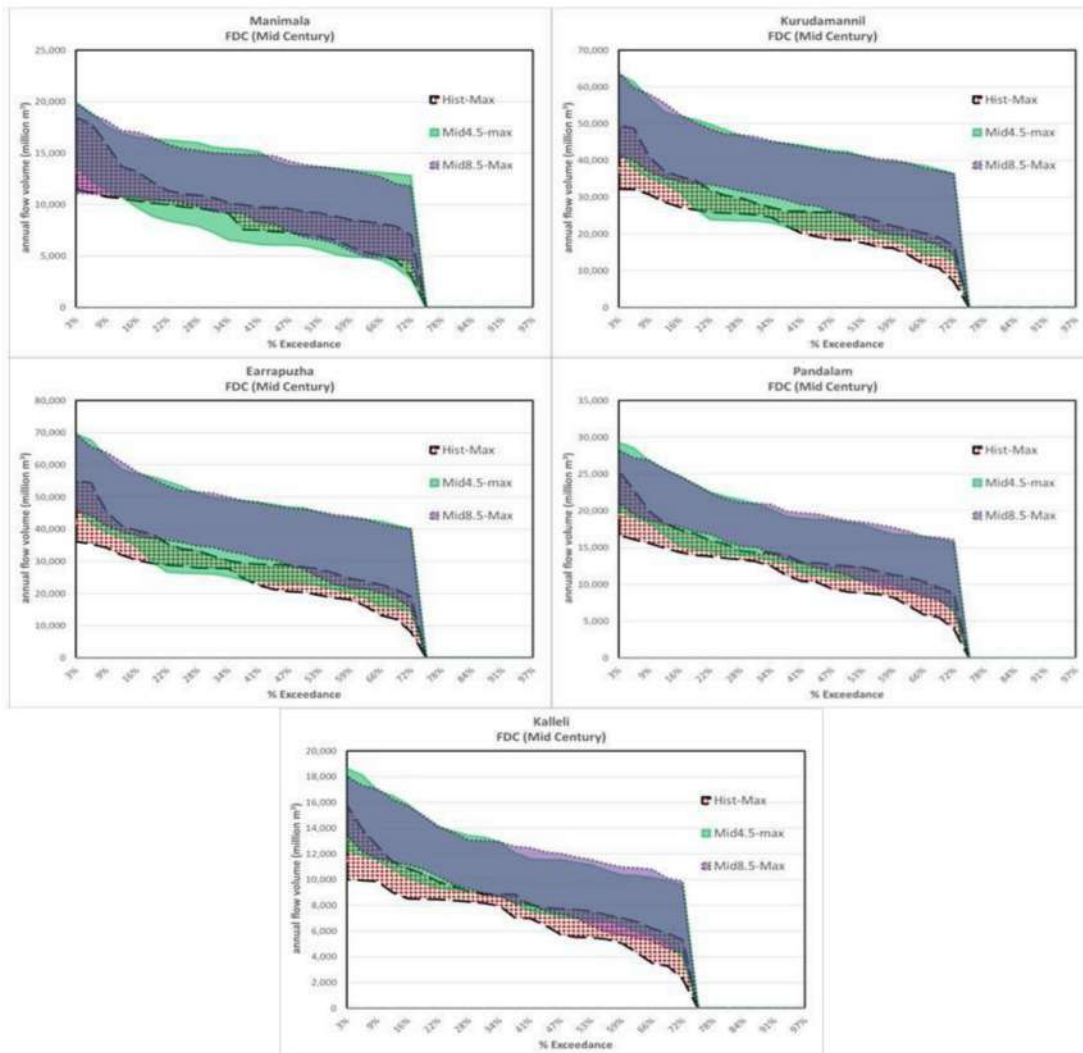 Manimala
FDC (Mid Century)
annual flow volume (million m³)
25,000
20,000
15,000
10,000
5,000
0
Hist-Max
Mid4.5-max
Mid8.5-Max
3% 9% 16% 22% 28% 34% 41% 47% 53% 59% 66% 72% 78% 84% 91% 97%
% Exceedance
Kurudamannil
FDC (Mid Century)
annual flow volume (million m³)
70,000
60,000
50,000
40,000
30,000
20,000
10,000
0
Hist-Max
Mid4.5-max
Mid8.5-Max
3% 9% 16% 22% 28% 34% 41% 47% 53% 59% 66% 72% 78% 84% 91% 97%
% Exceedance
Earrapuzha
FDC (Mid Century)
annual flow volume (million m³)
80,000
70,000
60,000
50,000
40,000
30,000
20,000
10,000
0
Hist-Max
Mid4.5-max
Mid8.5-Max
3% 9% 16% 22% 28% 34% 41% 47% 53% 59% 66% 72% 78% 84% 91% 97%
% Exceedance
Pandalam
FDC (Mid Century)
annual flow volume (million m³)
35,000
30,000
25,000
20,000
15,000
10,000
5,000
0
Hist-Max
Mid4.5-max
Mid8.5-Max
3% 9% 16% 22% 28% 34% 41% 47% 53% 59% 66% 72% 78% 84% 91% 97%
% Exceedance
Kalleli
FDC (Mid Century)
annual flow volume (million m³)
20,000
18,000
16,000
14,000
12,000
10,000
8,000
6,000
4,000
2,000
0
Hist-Max
Mid4.5-max
Mid8.5-Max
3% 9% 16% 22% 28% 34% 41% 47% 53% 59% 66% 72% 78% 84% 91% 97%
% Exceedance